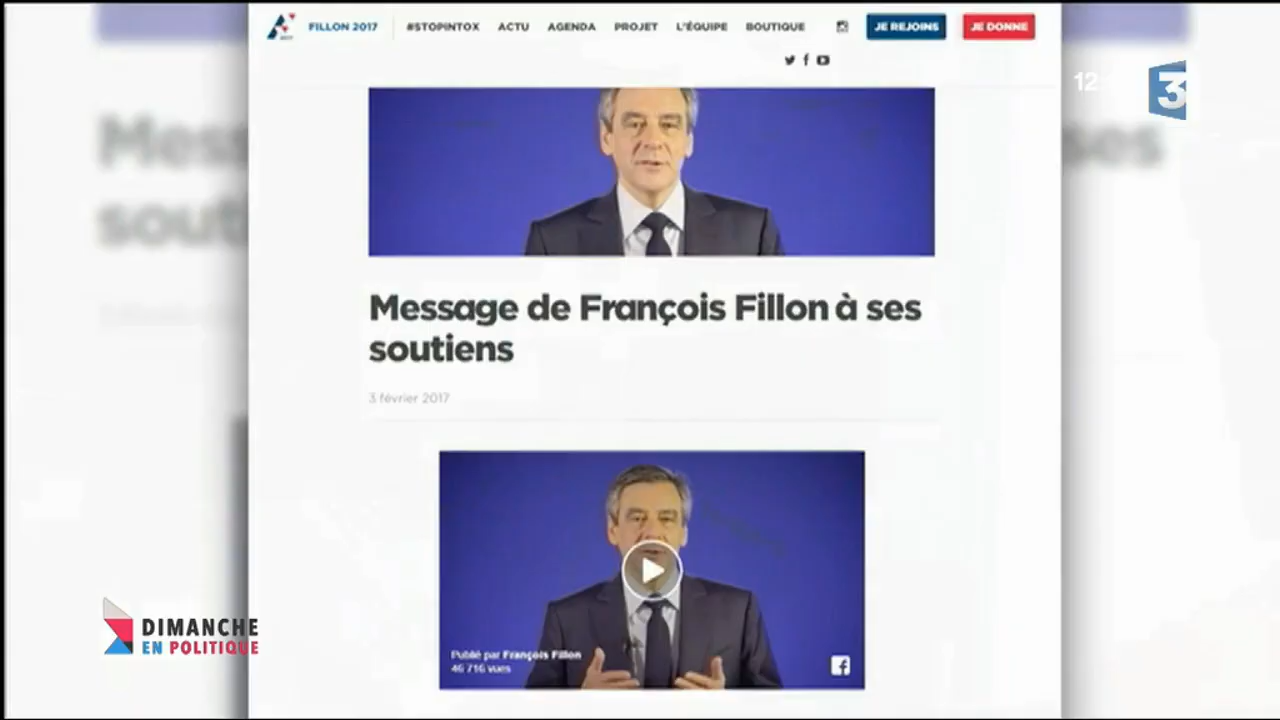 FILLON 2017
#STOPINTOX
ACTU
AGENDA
PROJET
L'ÉQUIPE
BOUTIQUE
JE REJOINS
JE DONNE
3
Message de François Fillon à ses
soutiens
3 février 2017
Publié par François Fillon
46 716 vues
DIMANCHE
EN POLITIQUE